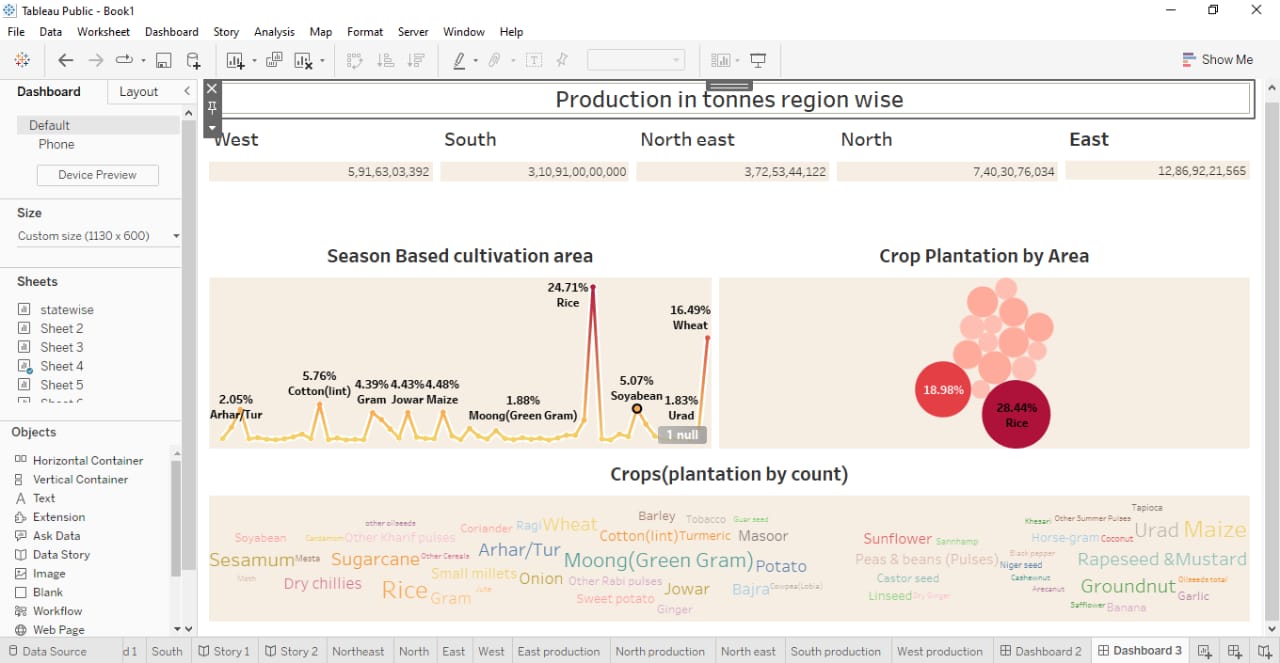 Tableau Public - Book1
File Data Worksheet Dashboard Story Analysis Map Format Server Window Help
Show Me
Dashboard Layout
Default
Phone
Device Preview
Size
Custom size (1130 x 600)
Sheets
statewise
Sheet 2
Sheet 3
Sheet 4
Sheet 5
Objects
Horizontal Container
Vertical Container
Text
Extension
Ask Data
Data Story
Image
Blank
Workflow
Web Page
Production in tonnes region wise
West South North east North East
5,91,63,03,392 3,10,91,00,00,000 3,72,53,44,122 7,40,30,76,034 12,86,92,21,565
Season Based cultivation area
24.71%
Rice
16.49%
Wheat
5.76%
Cotton(lint)
4.39% 4.43% 4.48%
Gram Jowar Maize
5.07%
Soyabean
2.05%
Arhar/Tur
1.88%
Moong(Green Gram)
1.83%
Urad
1 null
Crop Plantation by Area
18.98%
28.44%
Rice
Crops(plantation by count)
Tapioca
Barley Tobacco Guar seed
Khesari Other Summer Pulses
other oilseeds Coriander Ragi Wheat
Urad Maize
Soyabean Cardamom Other Kharif pulses Cotton(lint) Turmeric Masoor
Sunflower Sannhamp Horse-gram Coconut
Arhar/Tur
Sesamum Mesta Sugarcane Other Cereals Moong(Green Gram) Potato
Peas & beans (Pulses) Black pepper Niger seed Rapeseed &Mustard
Moth Dry chillies Small millets Onion Other Rabi pulses
Castor seed Cashewnut Oilseeds total
Rice Gram Jute Sweet potato Jowar Bajra Cowpea(Lobia)
Linseed Dry Ginger Arecanut Groundnut Garlic
Ginger
Safflower Banana
Data Source d 1 South Story 1 Story 2 Northeast North East West East production North production North east South production West production Dashboard 2 Dashboard 3